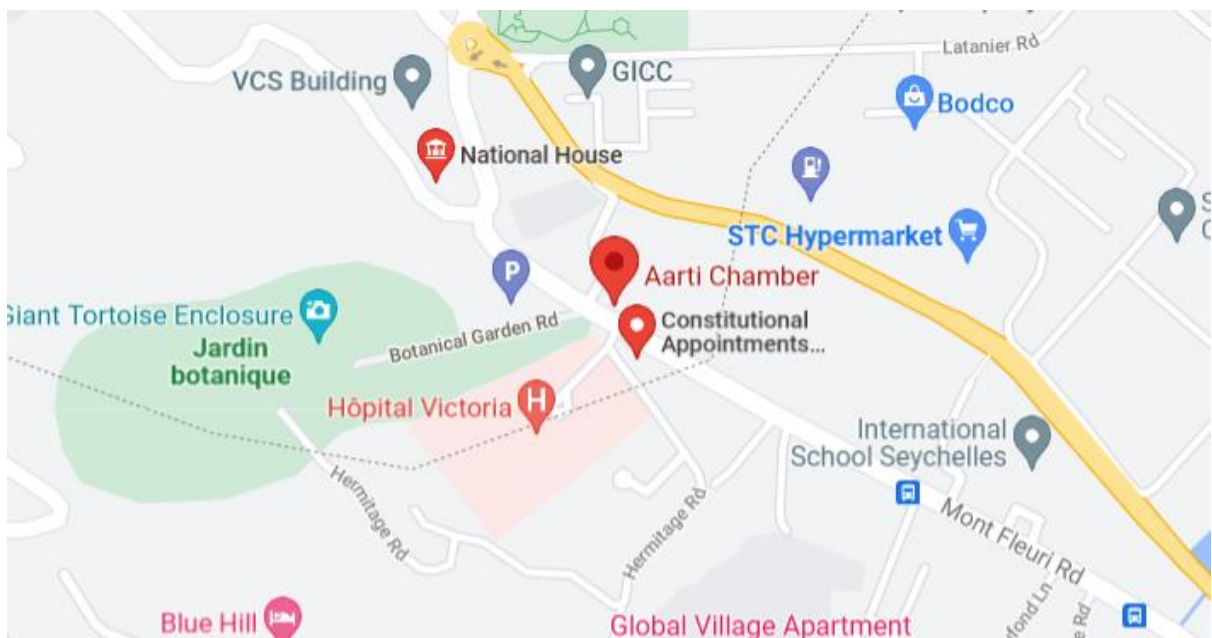 Latanier Rd
GICC
VCS Building
Bodco
National House
STC Hypermarket
P
Aarti Chamber
Giant Tortoise Enclosure
Constitutional
Appointments...
Botanical Garden Rd
Jardin
botanique
Hôpital Victoria
H
International
School Seychelles
Hermitage Rd
Hermitage Rd
Mont Fleuri Rd
Blue Hill
Global Village Apartment